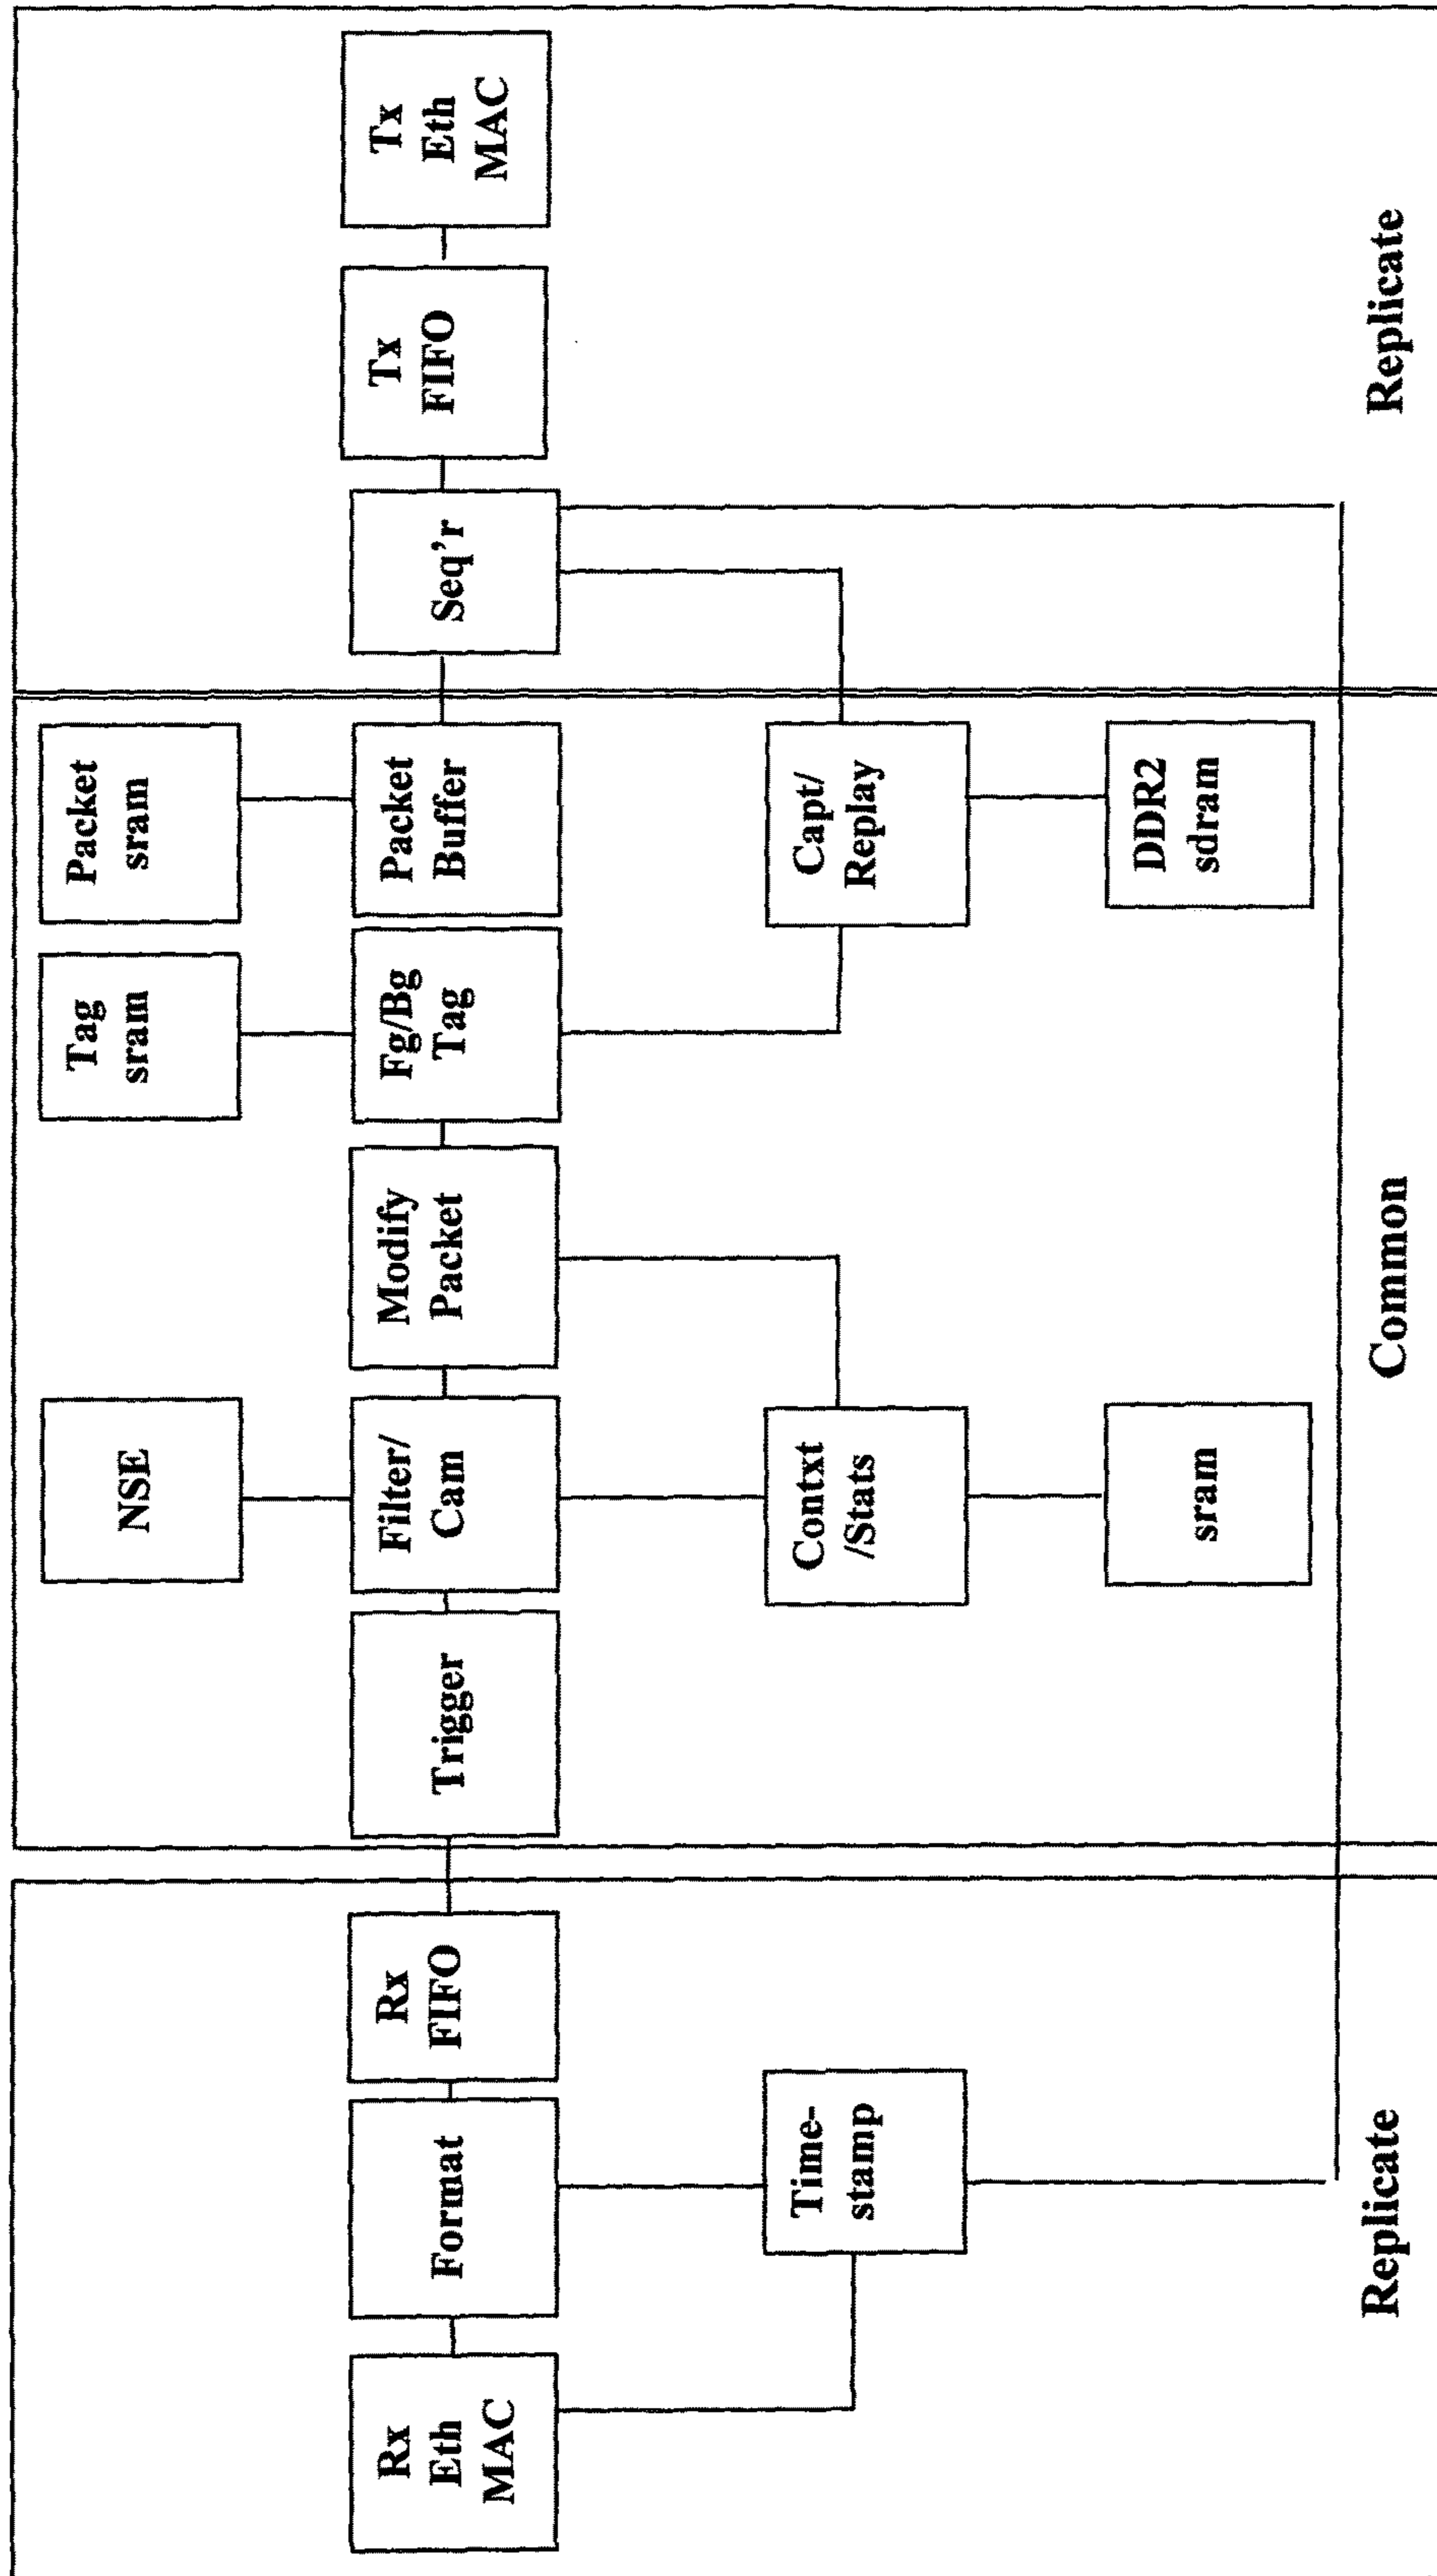 NSE
Tag
sram
Packet
sram
Rx
Eth
MAC
Format
Rx
FIFO
Trigger
Filter/
Cam
Modify
Packet
Fg/Bg
Tag
Packet
Buffer
Seq'r
Tx
FIFO
Tx
Eth
MAC
Time-
stamp
Contxt
/Stats
Capt/
Replay
sram
DDR2
sdram
Replicate
Common
Replicate